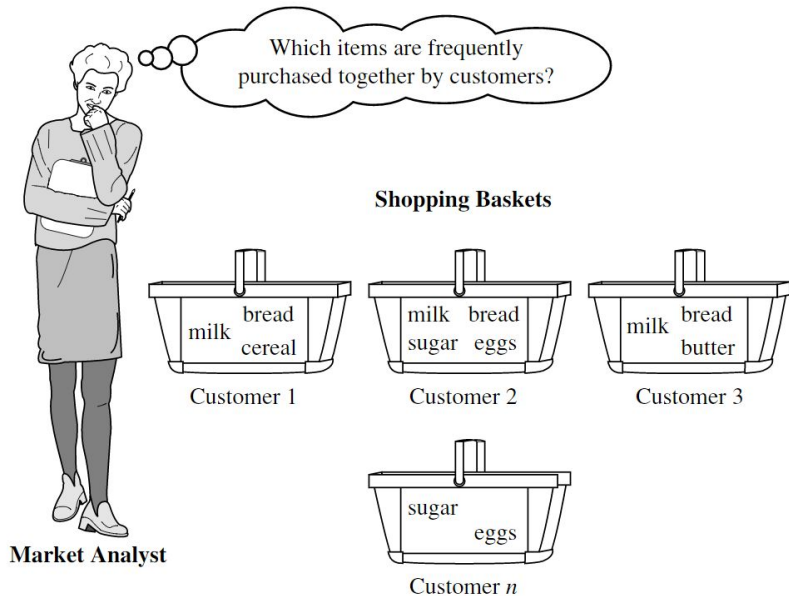 Which items are frequently
purchased together by customers?
Shopping Baskets
milk
bread
cereal
Customer 1
milk bread
sugar eggs
Customer 2
milk
bread
butter
Customer 3
sugar
eggs
Customer n
Market Analyst